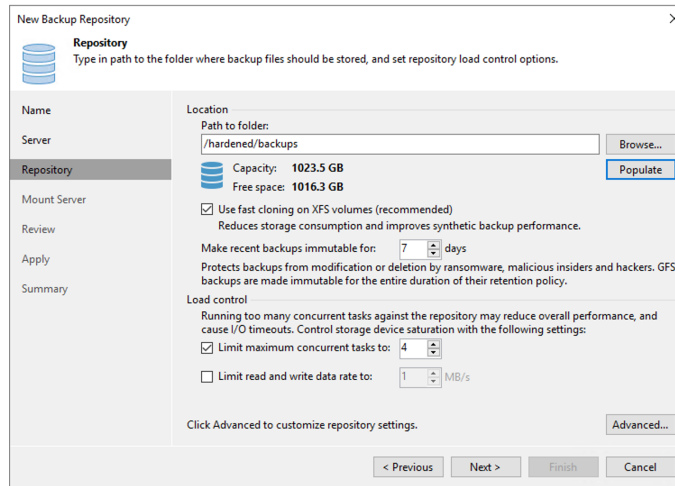 New Backup Repository
Repository
Type in path to the folder where backup files should be stored, and set repository load control options.
Name
Server
Repository
Mount Server
Review
Apply
Summary
Location
Path to folder:
/hardened/backups
Browse...
Capacity: 1023.5 GB
Populate
Free space: 1016.3 GB
Use fast cloning on XFS volumes (recommended)
Reduces storage consumption and improves synthetic backup performance.
Make recent backups immutable for: 7 days
Protects backups from modification or deletion by ransomware, malicious insiders and hackers. GFS
backups are made immutable for the entire duration of their retention policy.
Load control
Running too many concurrent tasks against the repository may reduce overall performance, and
cause I/O timeouts. Control storage device saturation with the following settings:
Limit maximum concurrent tasks to: 4
Limit read and write data rate to: 1 MB/s
Click Advanced to customize repository settings.
Advanced...
< Previous
Next >
Finish
Cancel